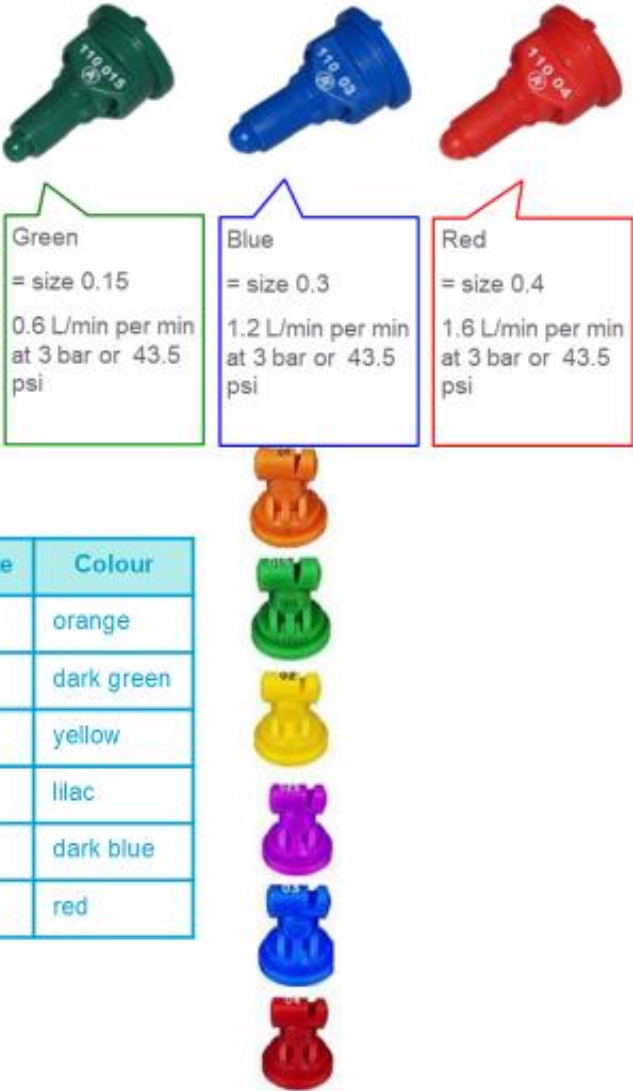 110 015
110 03
110 04
Green
= size 0.15
0.6 L/min per min
at 3 bar or 43.5
psi
Blue
= size 0.3
1.2 L/min per min
at 3 bar or 43.5
psi
Red
= size 0.4
1.6 L/min per min
at 3 bar or 43.5
psi
e
Colour
orange
dark green
yellow
lilac
dark blue
red
02
03
04